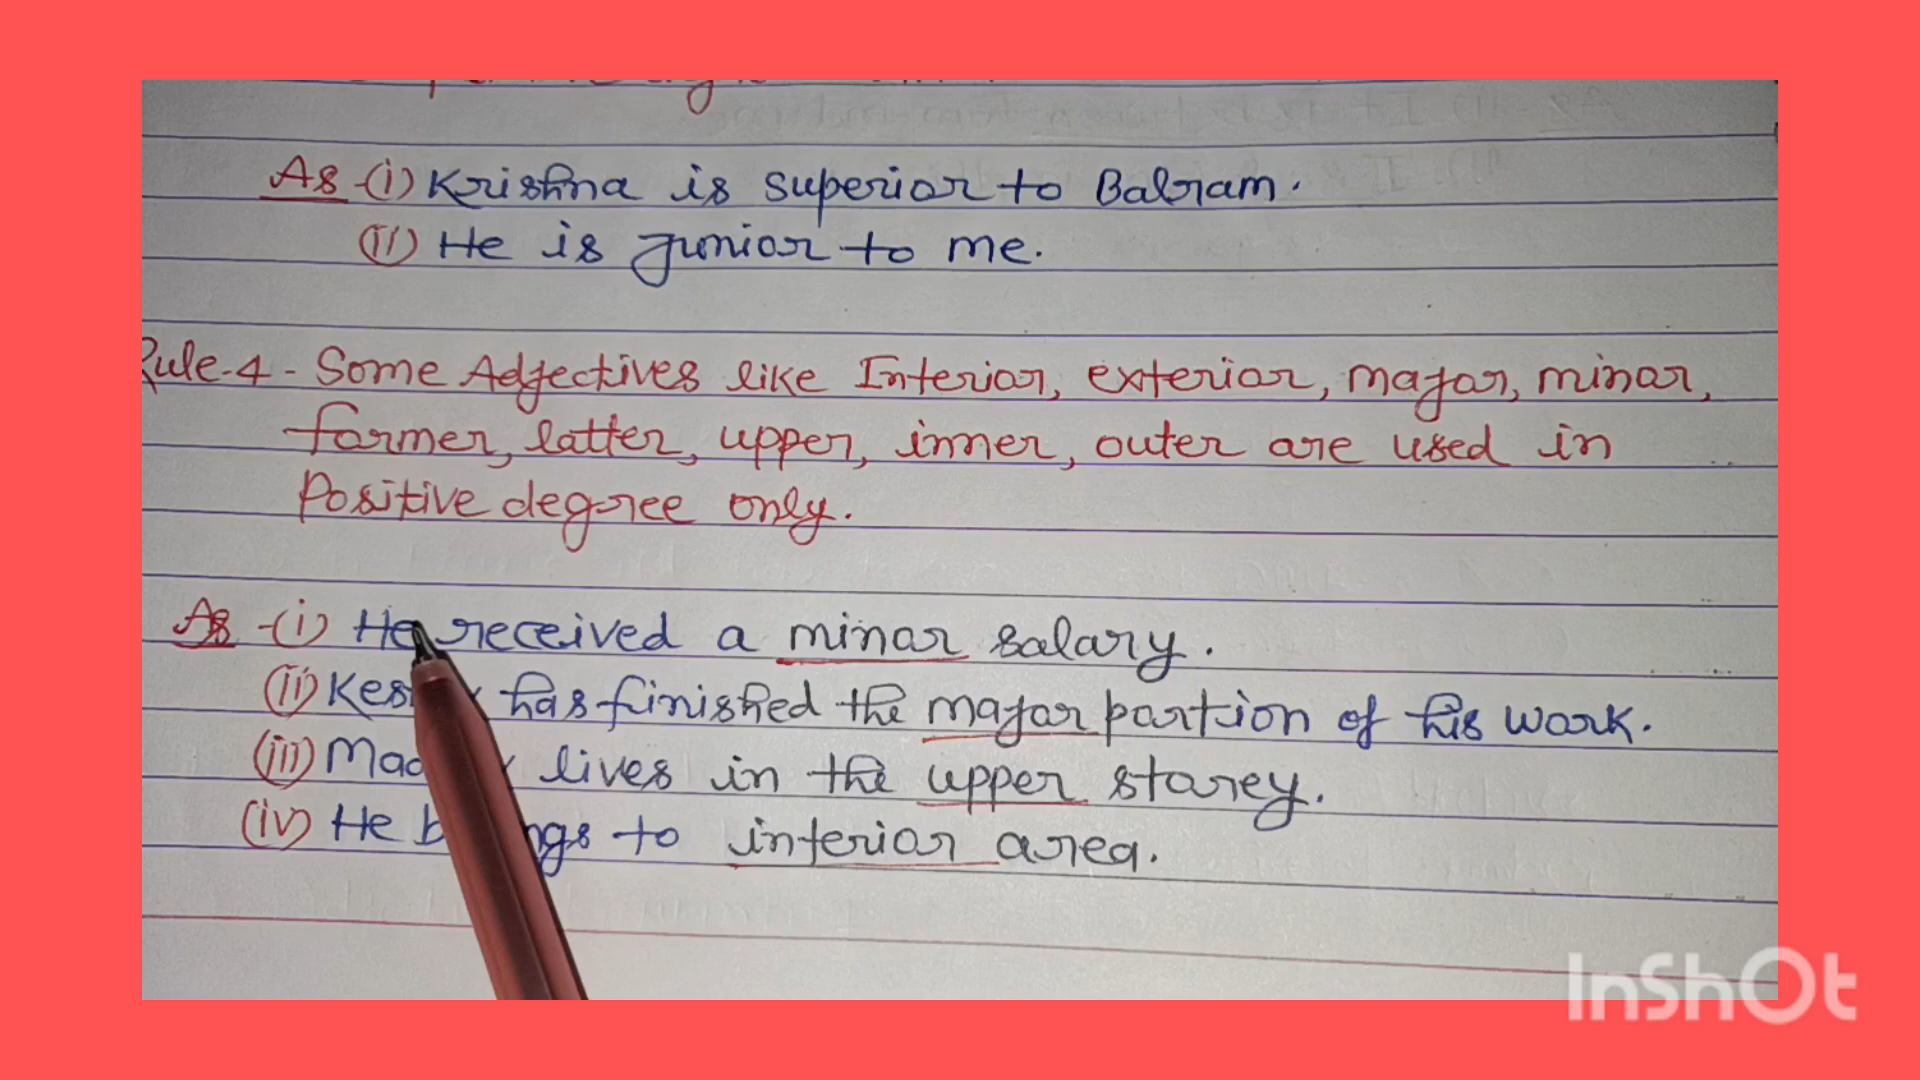 As -(i) Krishna is superior to Balram.
(ii) He is junior to me.
Rule-4 - Some Adjectives like Interior, exterior, major, minor,
former, latter, upper, inner, outer are used in
Positive degree only.
As -(i) He received a minor salary.
(ii) has finished the major portion of his work.
(iii) lives in the upper storey.
(iv) He to interior area.
InShOt